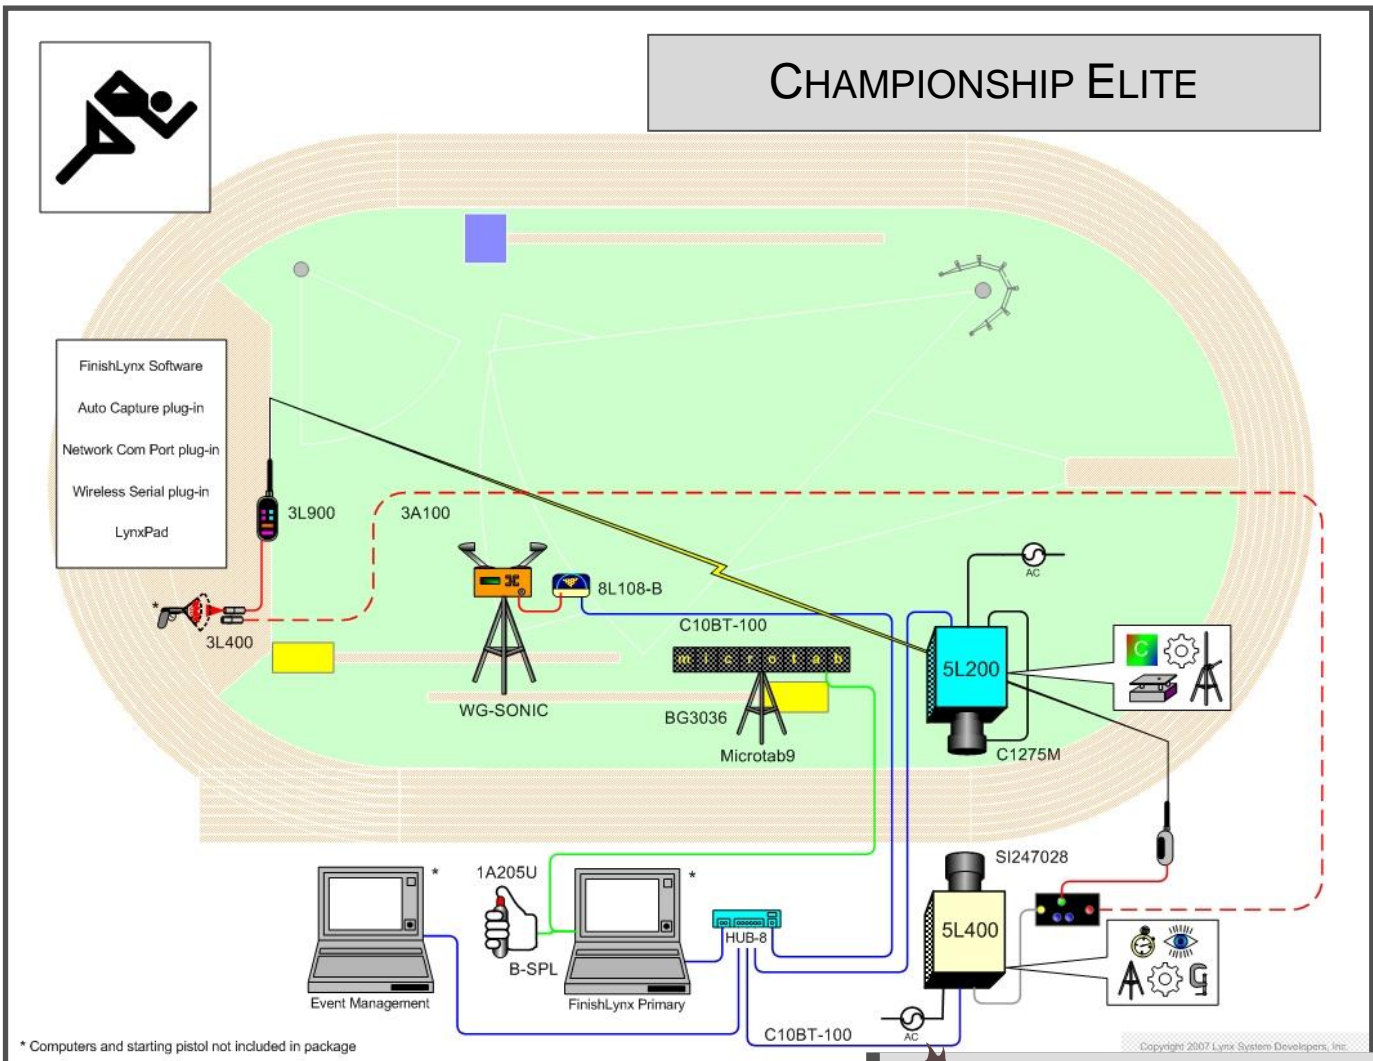 CHAMPIONSHIP ELITE
FinishLynx Software
Auto Capture plug-in
Network Com Port plug-in
Wireless Serial plug-in
LynxPad
3L900
3A100
8L108-B
AC
*
3L400
C10BT-100
WG-SONIC
microtab
BG3036
Microtab9
5L200
C
C1275M
SI247028
*
1A205U
*
HUB-8
5L400
B-SPL
Event Management
FinishLynx Primary
C10BT-100
AC
* Computers and starting pistol not included in package
Copyright 2007 Lynx System Developers, Inc.